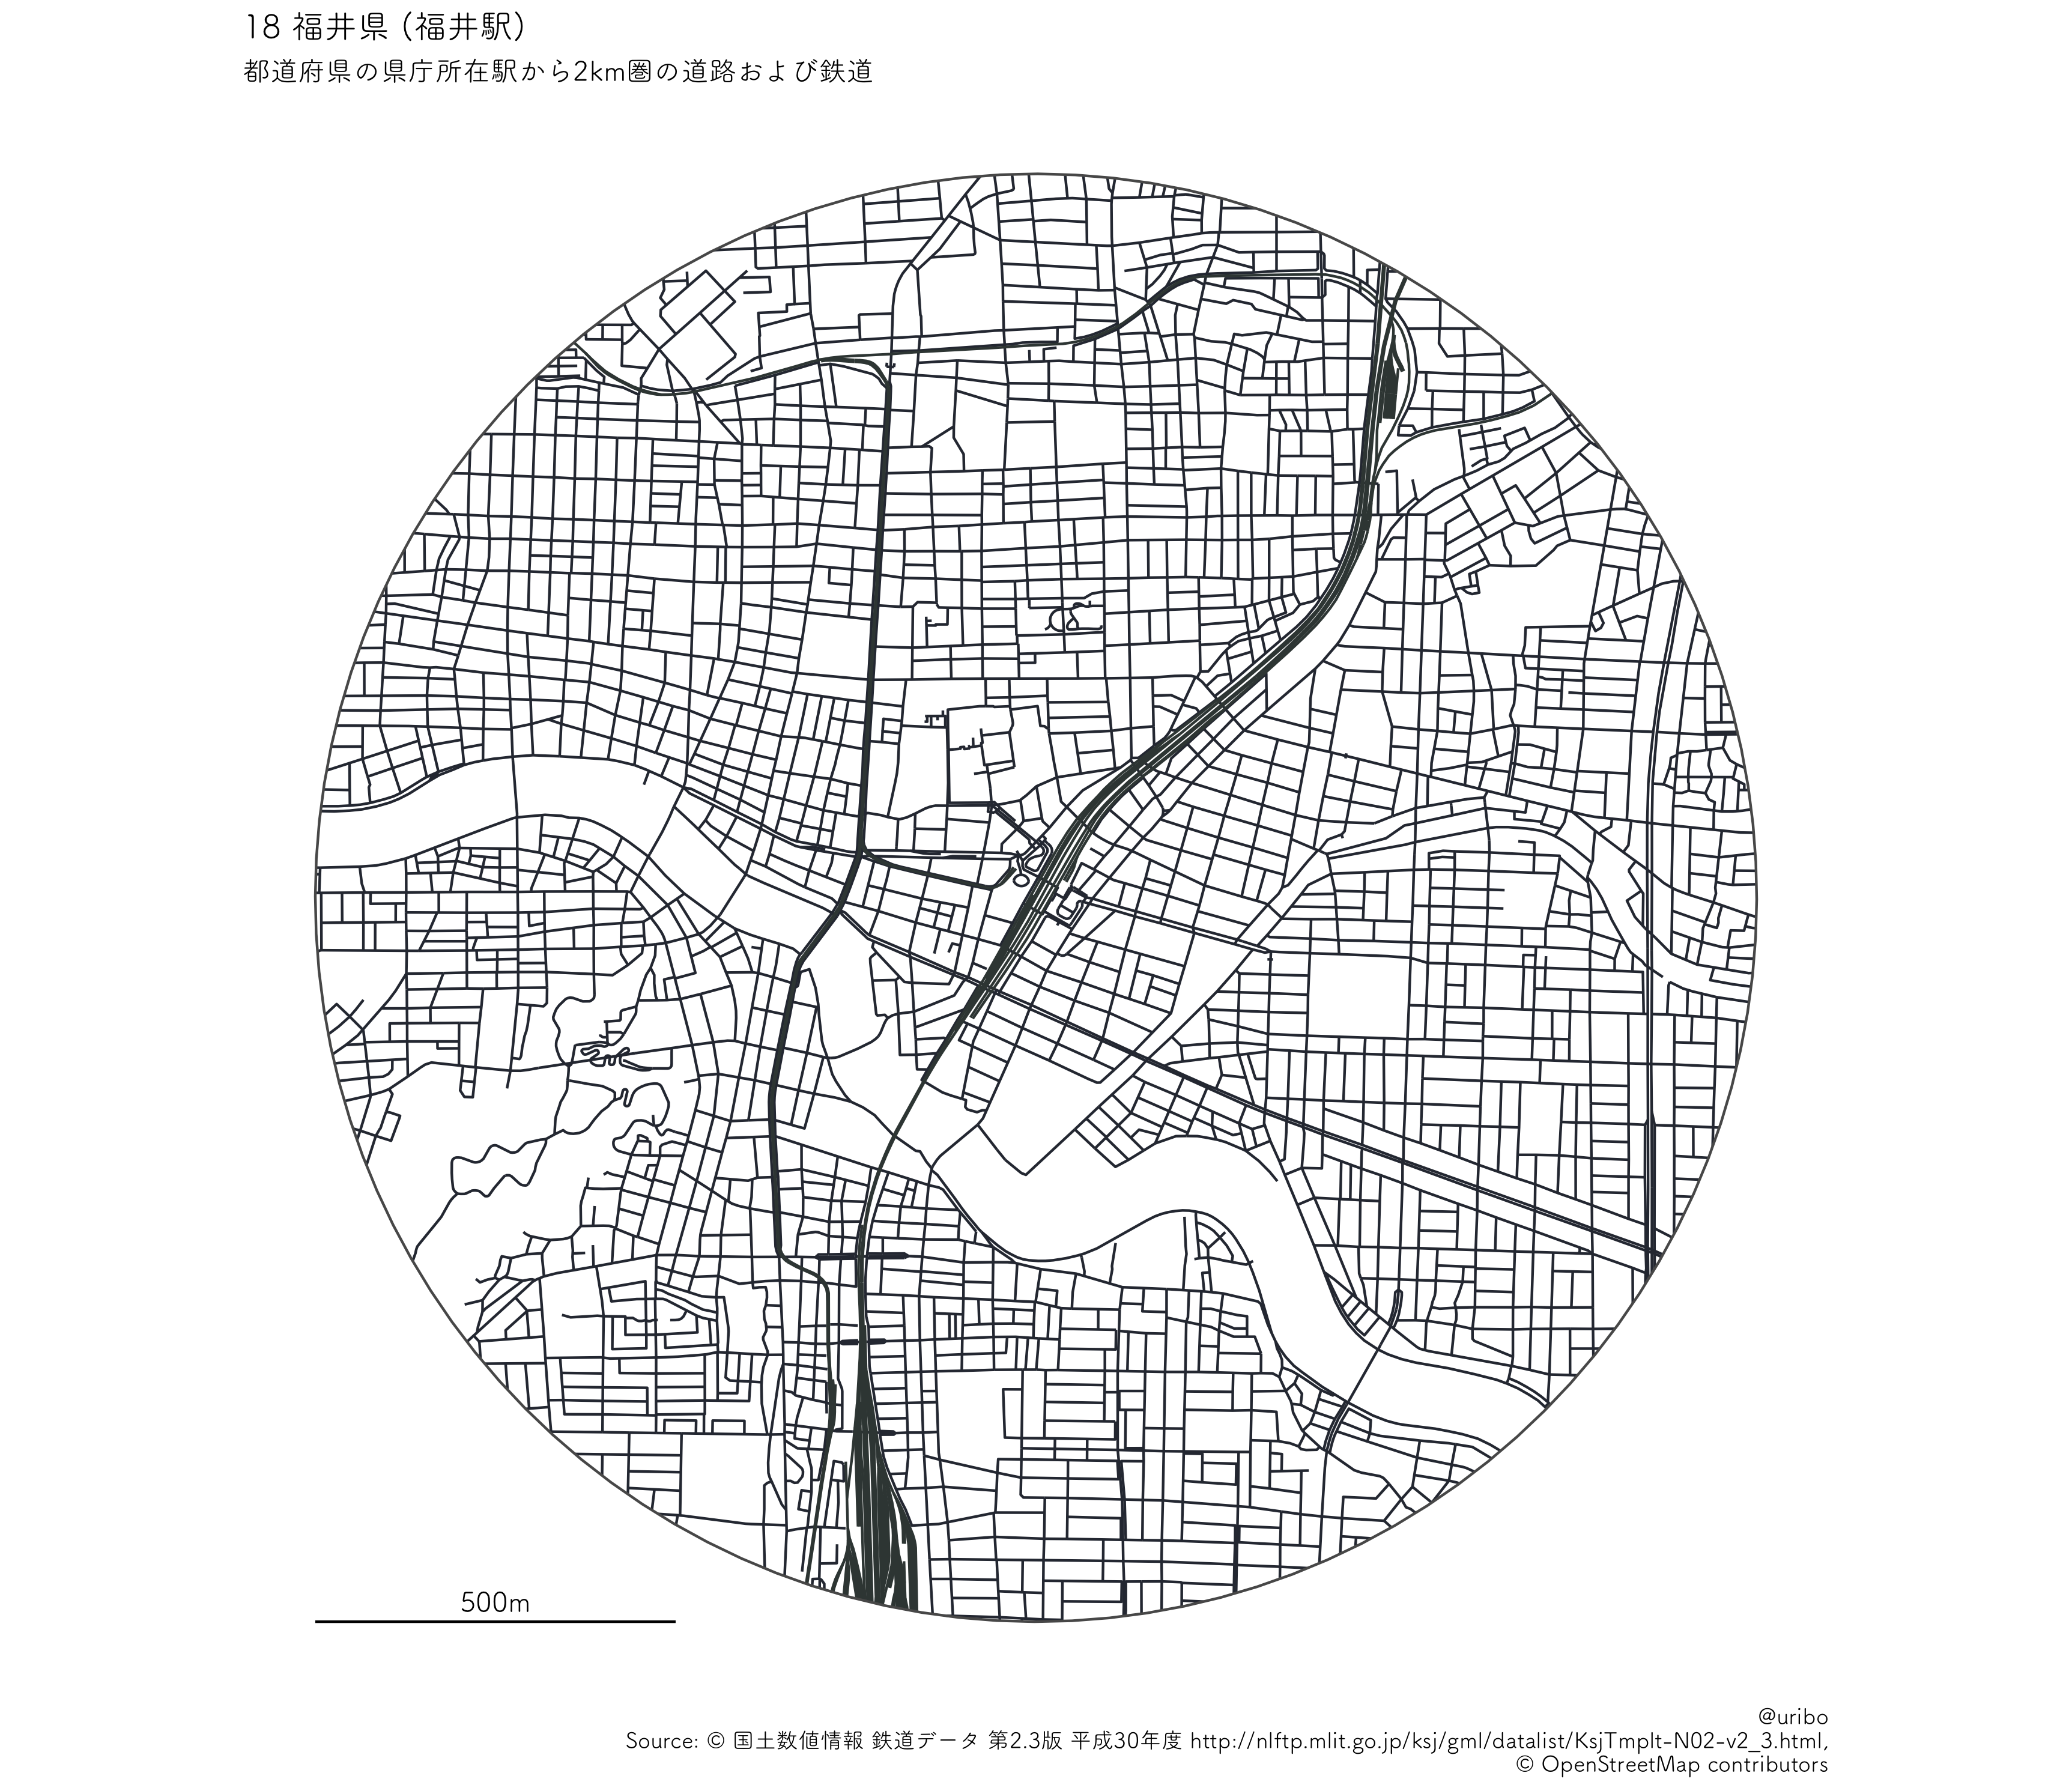 18 福井県 (福井駅)
都道府県の県庁所在駅から2km圏の道路および鉄道
500m
@uribo
Source: © 国土数値情報 鉄道データ 第2.3版 平成30年度 http://nlftp.mlit.go.jp/ksj/gml/datalist/KsjTmplt-N02-v2_3.html,
© OpenStreetMap contributors